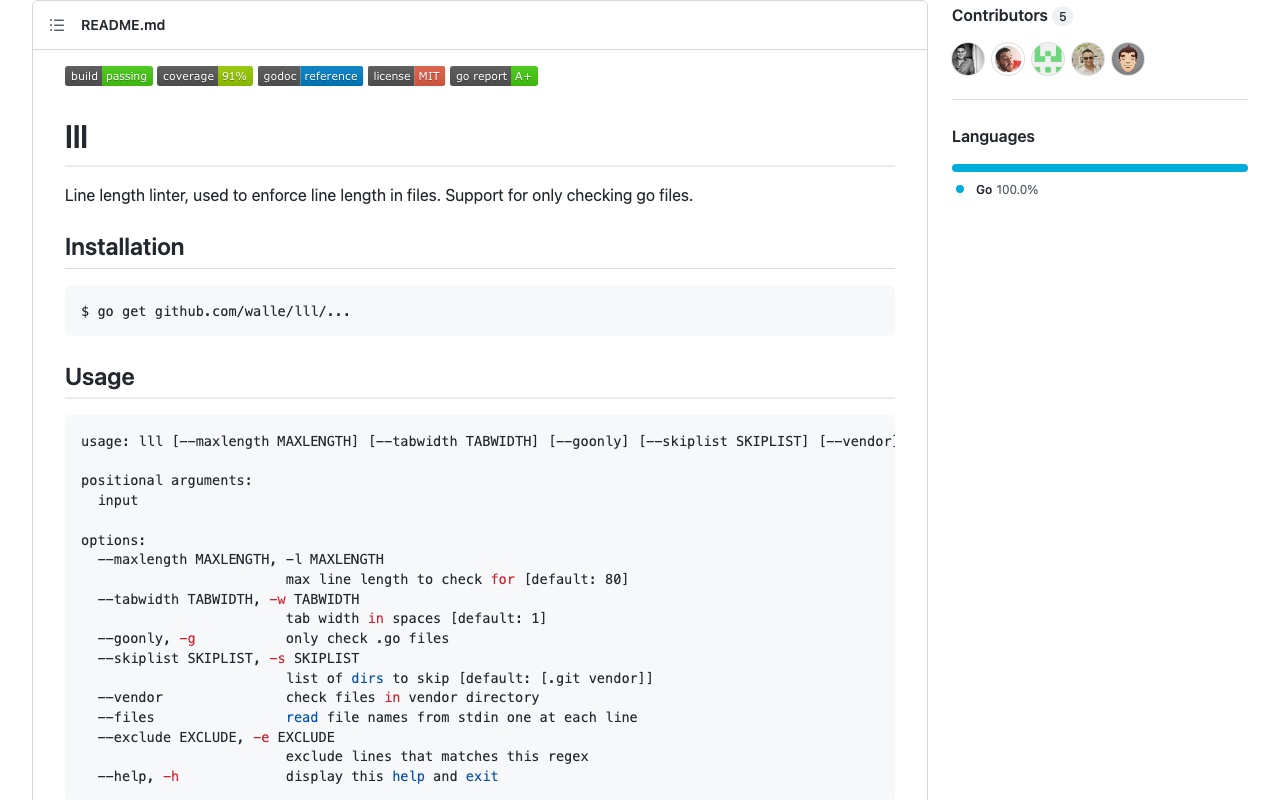 README.md
build passing coverage 91% godoc reference license MIT go report A+
lll
Line length linter, used to enforce line length in files. Support for only checking go files.
Installation
$ go get github.com/walle/lll/...
Usage
usage: lll [--maxlength MAXLENGTH] [--tabwidth TABWIDTH] [--goonly] [--skiplist SKIPLIST] [--vendor]
positional arguments:
  input
options:
  --maxlength MAXLENGTH, -l MAXLENGTH
                         max line length to check for [default: 80]
  --tabwidth TABWIDTH, -w TABWIDTH
                         tab width in spaces [default: 1]
  --goonly, -g           only check .go files
  --skiplist SKIPLIST, -s SKIPLIST
                         list of dirs to skip [default: [.git vendor]]
  --vendor               check files in vendor directory
  --files                read file names from stdin one at each line
  --exclude EXCLUDE, -e EXCLUDE
                         exclude lines that matches this regex
  --help, -h             display this help and exit
Contributors 5
Languages
Go 100.0%